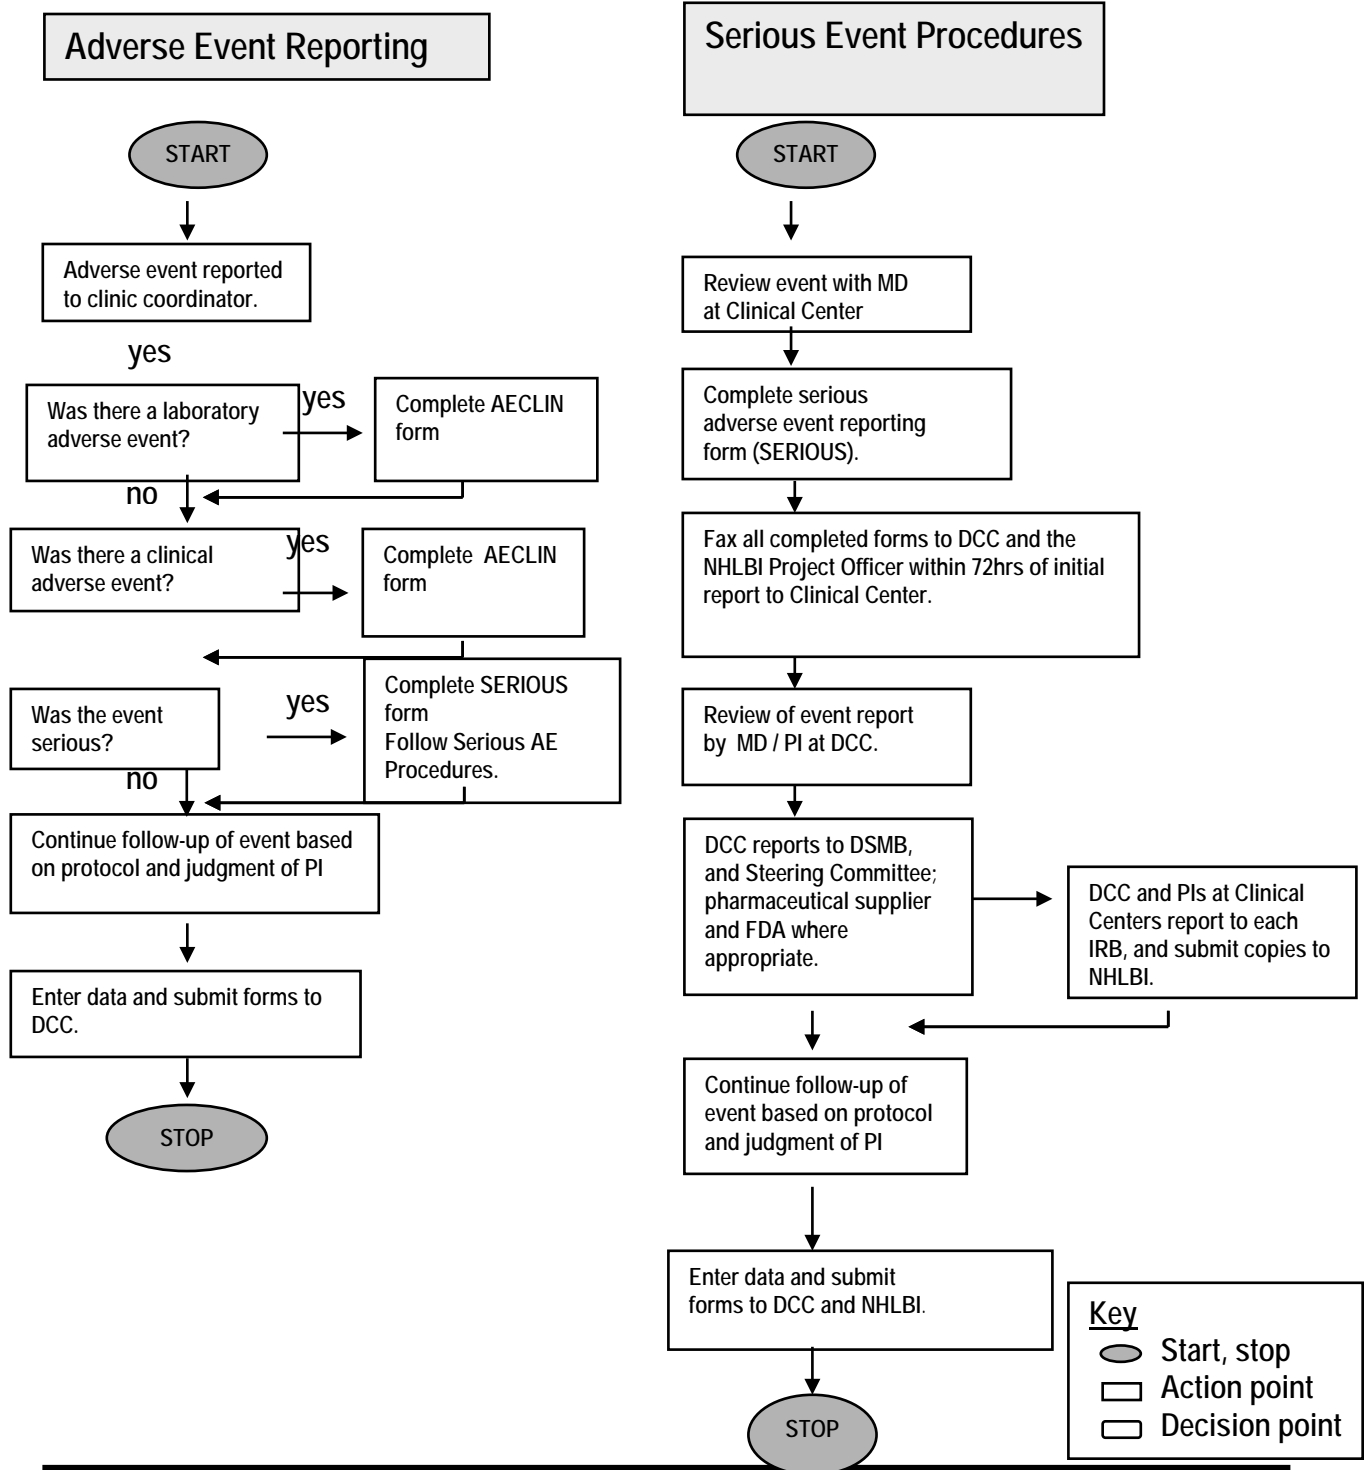 Adverse Event Reporting
START
Adverse event reported
to clinic coordinator.
yes
Was there a laboratory
adverse event?
yes
Complete AECLIN
form
no
Was there a clinical
adverse event?
yes
Complete AECLIN
form
Was the event
serious?
yes
Complete SERIOUS
form
Follow Serious AE
Procedures.
no
Continue follow-up of event based
on protocol and judgment of PI
Enter data and submit forms to
DCC.
STOP
Serious Event Procedures
START
Review event with MD
at Clinical Center
Complete serious
adverse event reporting
form (SERIOUS).
Fax all completed forms to DCC and the
NHLBI Project Officer within 72hrs of initial
report to Clinical Center.
Review of event report
by MD / PI at DCC.
DCC reports to DSMB,
and Steering Committee;
pharmaceutical supplier
and FDA where
appropriate.
DCC and PIs at Clinical
Centers report to each
IRB, and submit copies to
NHLBI.
Continue follow-up of
event based on protocol
and judgment of PI
Enter data and submit
forms to DCC and NHLBI.
STOP
Key
Start, stop
Action point
Decision point